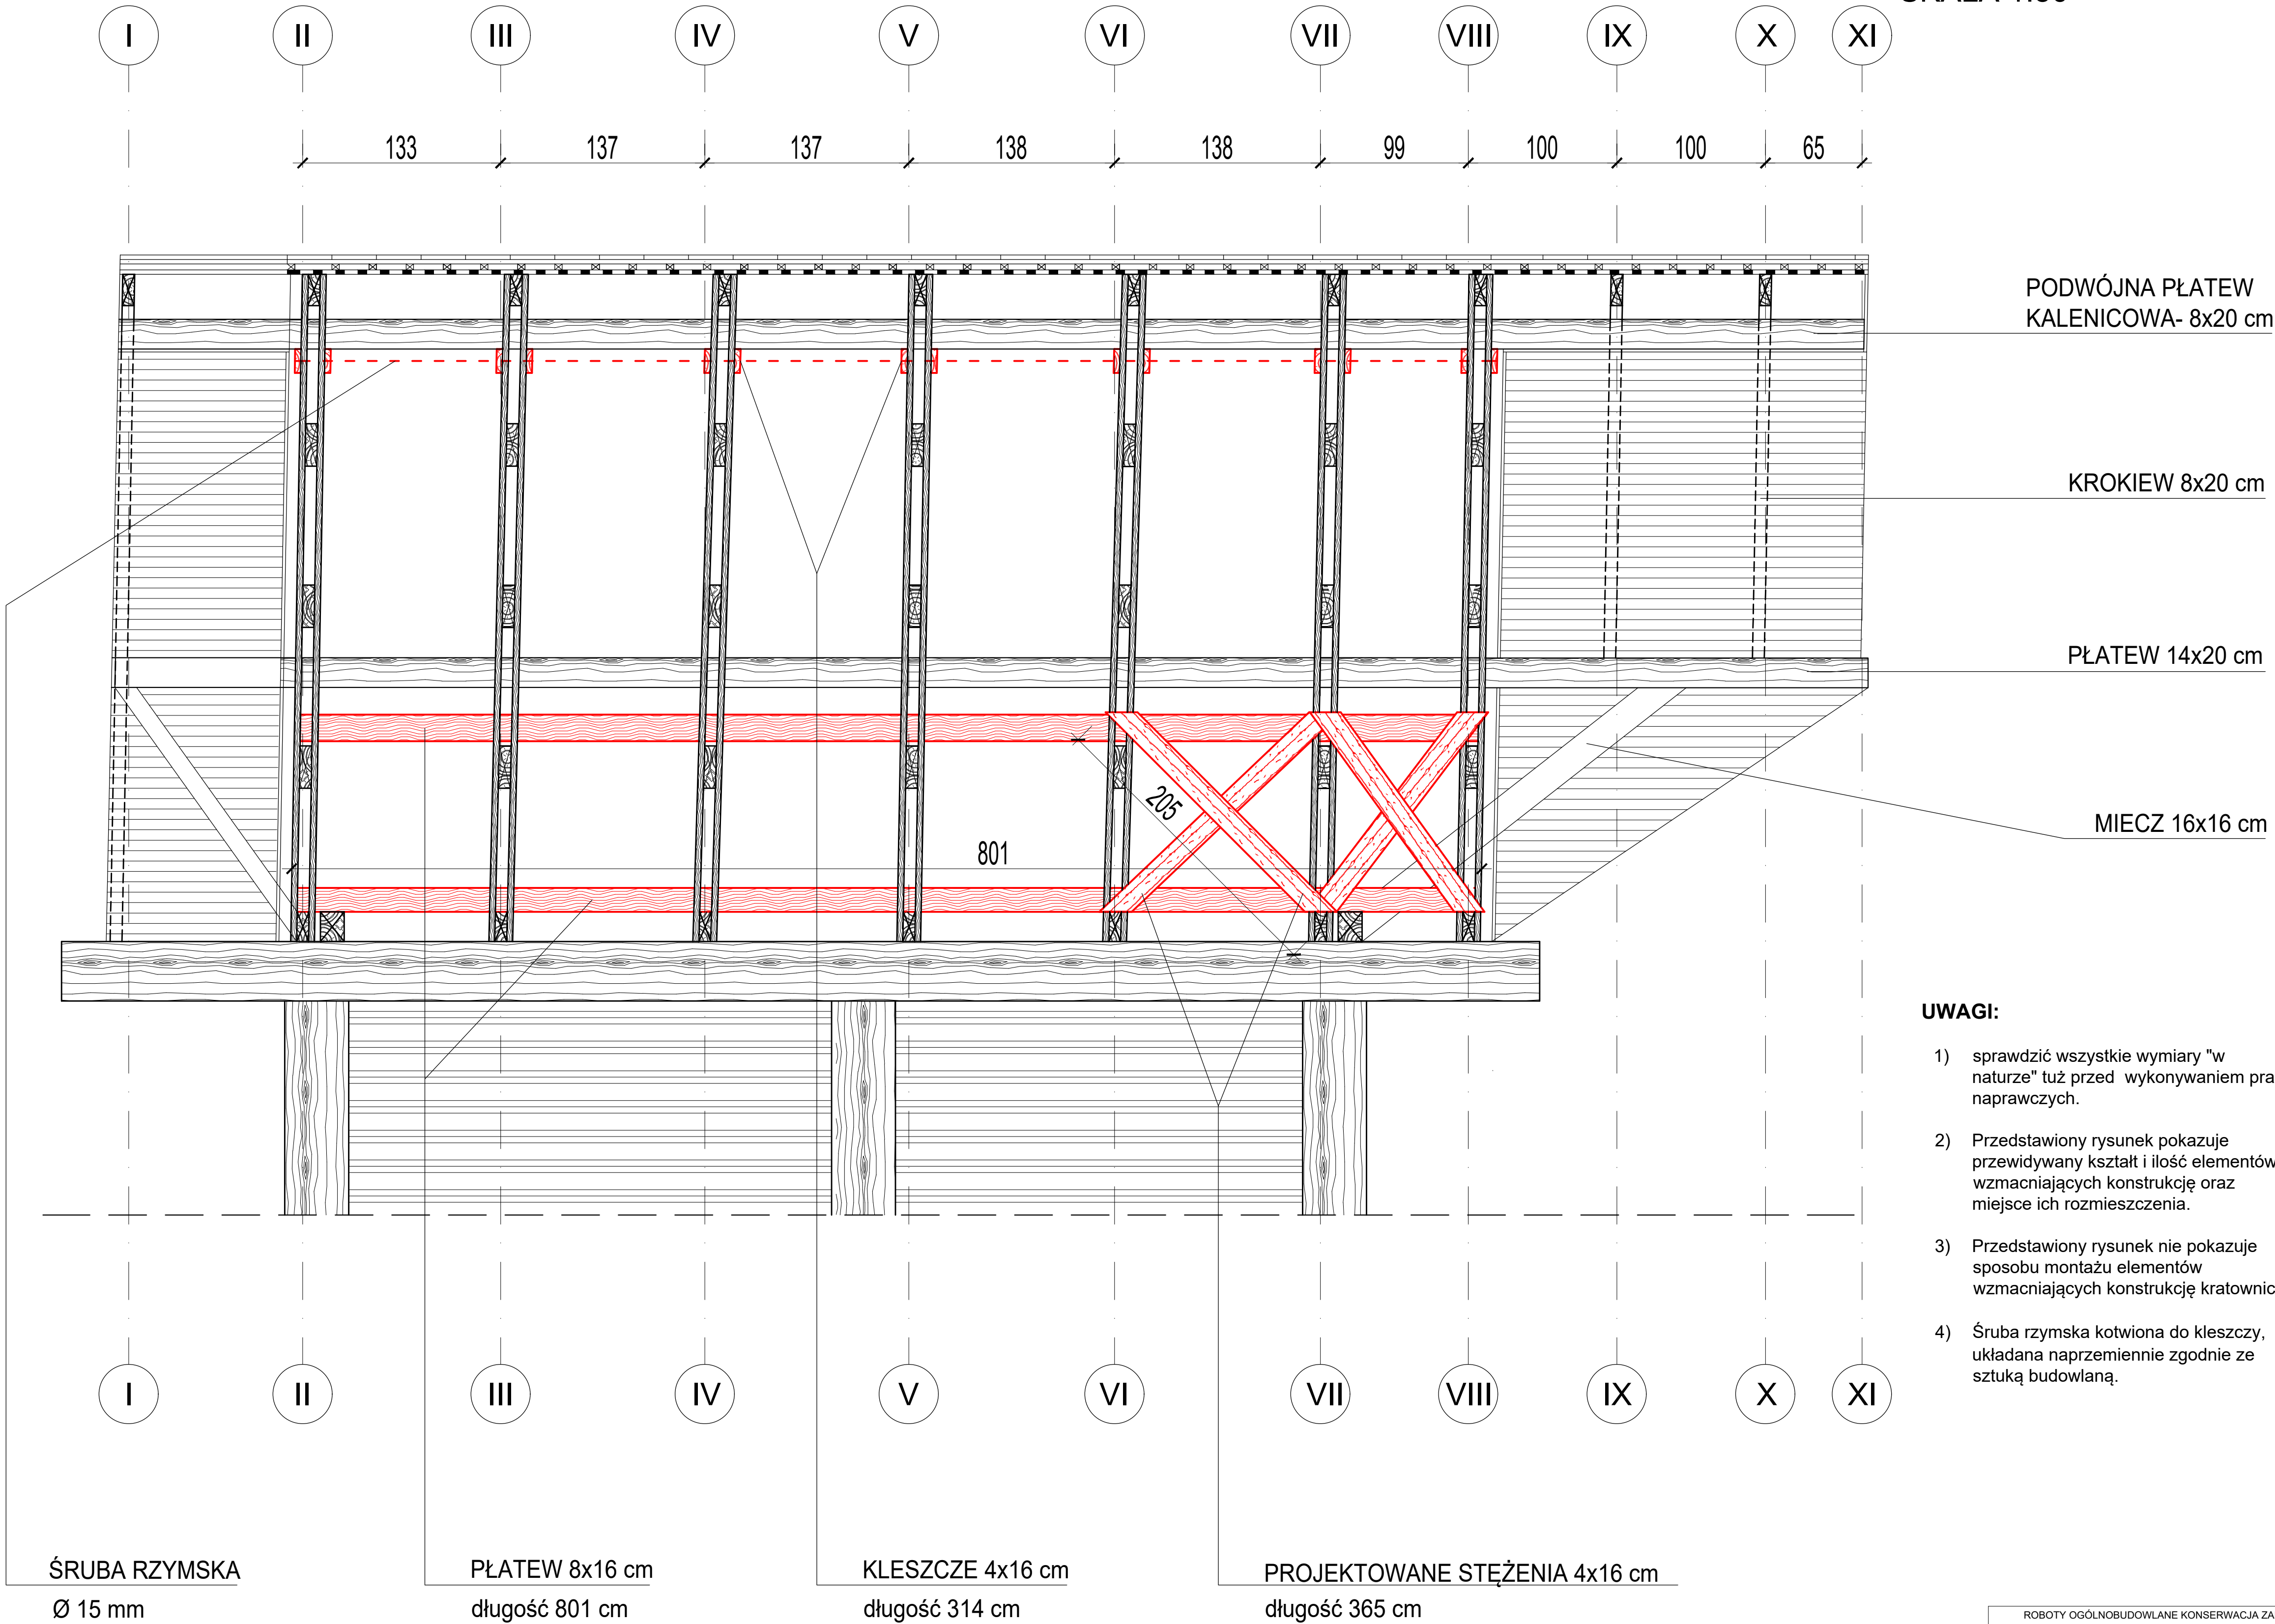 I II III IV V VI VII VIII IX X XI
133 137 137 138 138 99 100 100 65
PODWÓJNA PŁATEW
KALENICOWA- 8x20 cm
KROKIEW 8x20 cm
PŁATEW 14x20 cm
MIECZ 16x16 cm
205
801
UWAGI:
1) sprawdzić wszystkie wymiary "w
naturze" tuż przed wykonywaniem pra
naprawczych.
2) Przedstawiony rysunek pokazuje
przewidywany kształt i ilość elementów
wzmacniających konstrukcję oraz
miejsce ich rozmieszczenia.
3) Przedstawiony rysunek nie pokazuje
sposobu montażu elementów
wzmacniających konstrukcję kratownic
4) Śruba rzymska kotwiona do kleszczy,
układana naprzemiennie zgodnie ze
sztuką budowlaną.
I II III IV V VI VII VIII IX X XI
ŚRUBA RZYMSKA
Ø 15 mm
PŁATEW 8x16 cm
długość 801 cm
KLESZCZE 4x16 cm
długość 314 cm
PROJEKTOWANE STĘŻENIA 4x16 cm
długość 365 cm
ROBOTY OGÓLNOBUDOWLANE KONSERWACJA ZA